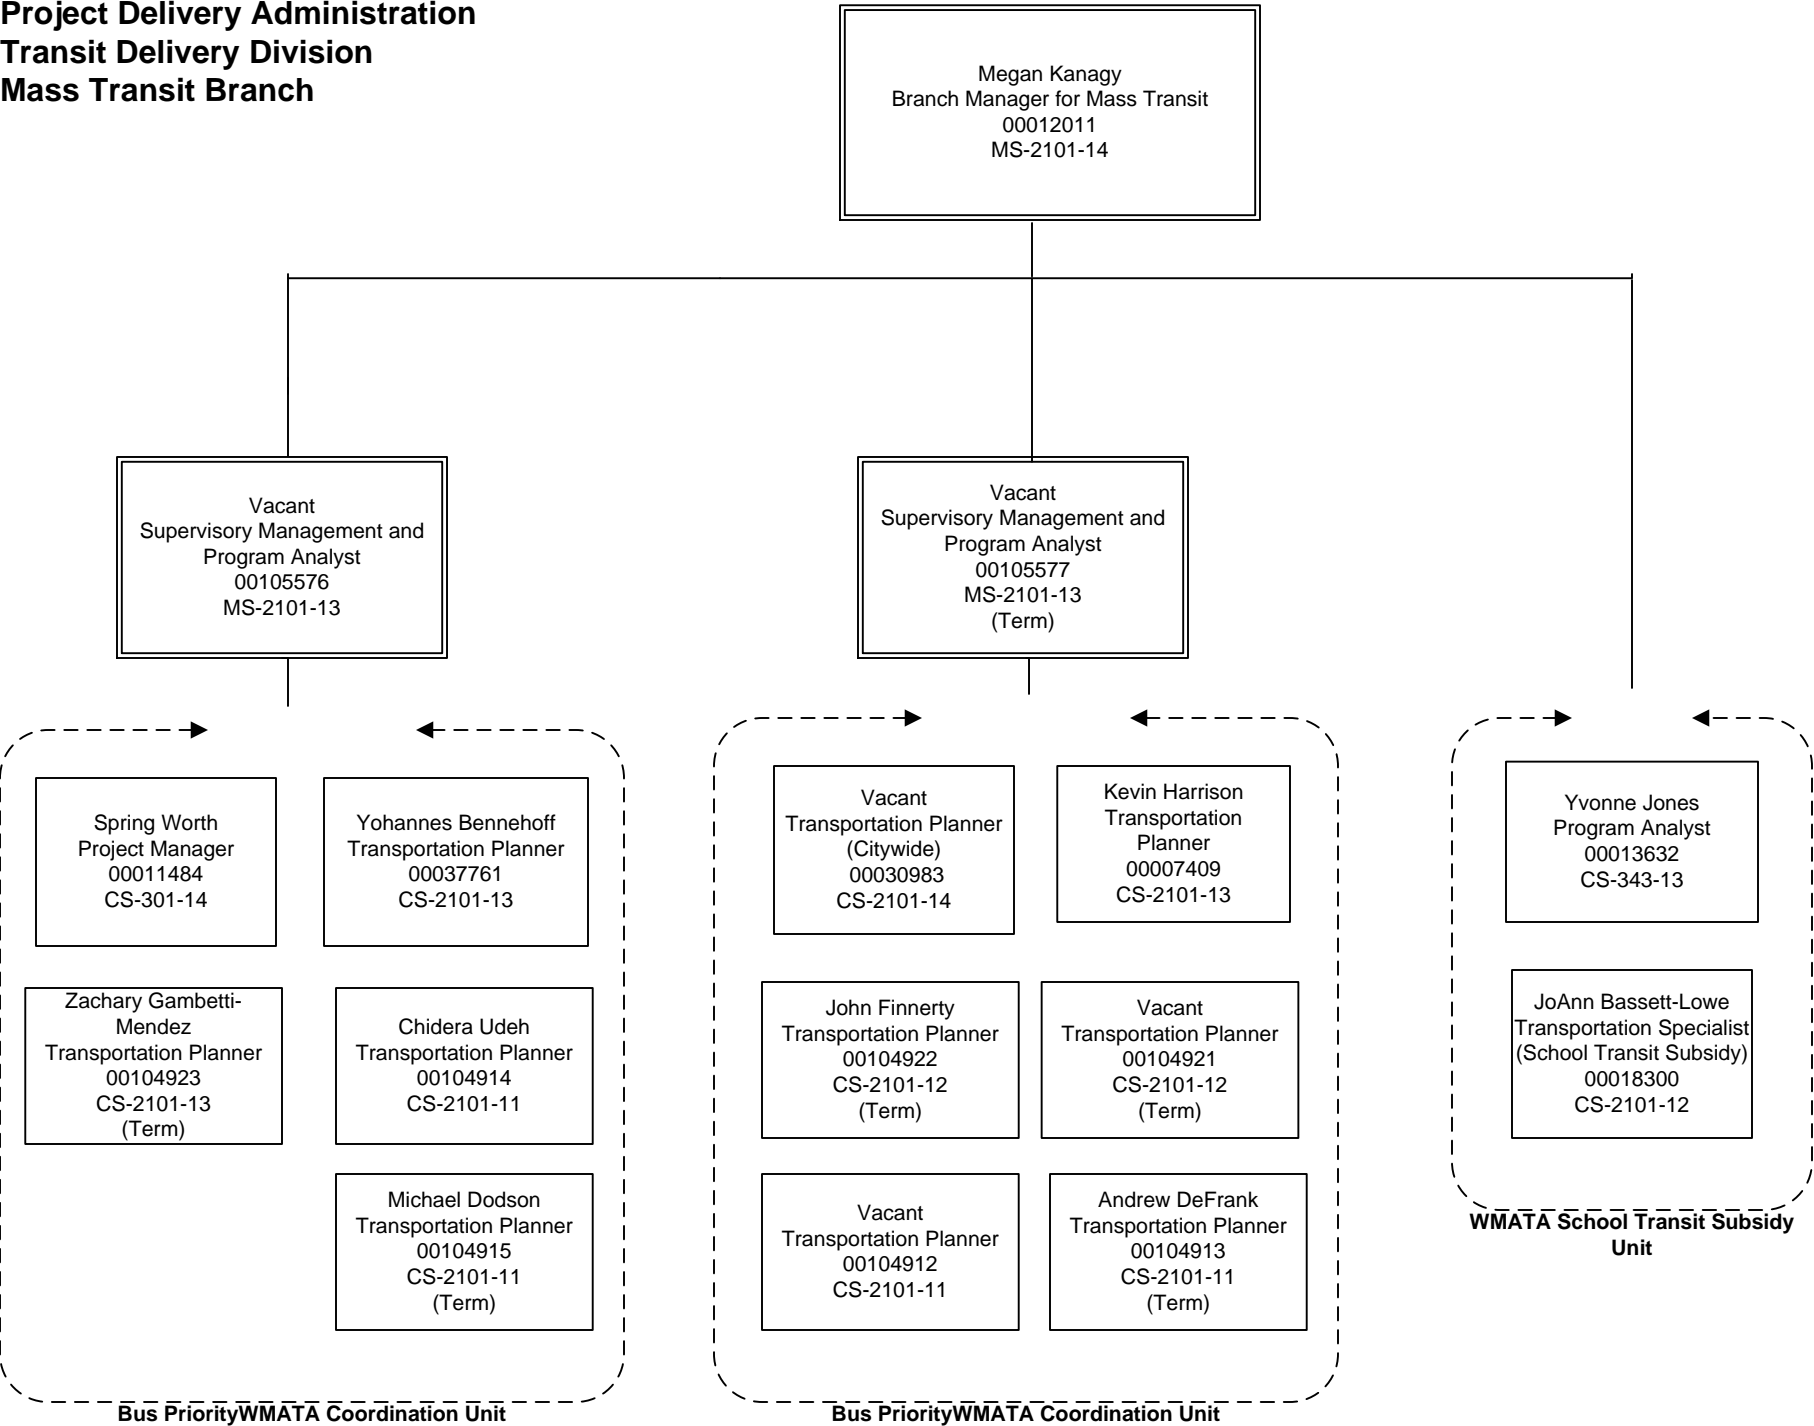 Project Delivery Administration
Transit Delivery Division
Mass Transit Branch
Megan Kanagy
Branch Manager for Mass Transit
00012011
MS-2101-14
Vacant
Supervisory Management and
Program Analyst
00105576
MS-2101-13
Vacant
Supervisory Management and
Program Analyst
00105577
MS-2101-13
(Term)
Spring Worth
Project Manager
00011484
CS-301-14
Yohannes Bennehoff
Transportation Planner
00037761
CS-2101-13
Zachary Gambetti-
Mendez
Transportation Planner
00104923
CS-2101-13
(Term)
Chidera Udeh
Transportation Planner
00104914
CS-2101-11
Michael Dodson
Transportation Planner
00104915
CS-2101-11
(Term)
Bus PriorityWMATA Coordination Unit
Vacant
Transportation Planner
(Citywide)
00030983
CS-2101-14
Kevin Harrison
Transportation
Planner
00007409
CS-2101-13
John Finnerty
Transportation Planner
00104922
CS-2101-12
(Term)
Vacant
Transportation Planner
00104921
CS-2101-12
(Term)
Vacant
Transportation Planner
00104912
CS-2101-11
Andrew DeFrank
Transportation Planner
00104913
CS-2101-11
(Term)
Bus PriorityWMATA Coordination Unit
Yvonne Jones
Program Analyst
00013632
CS-343-13
JoAnn Bassett-Lowe
Transportation Specialist
(School Transit Subsidy)
00018300
CS-2101-12
WMATA School Transit Subsidy
Unit